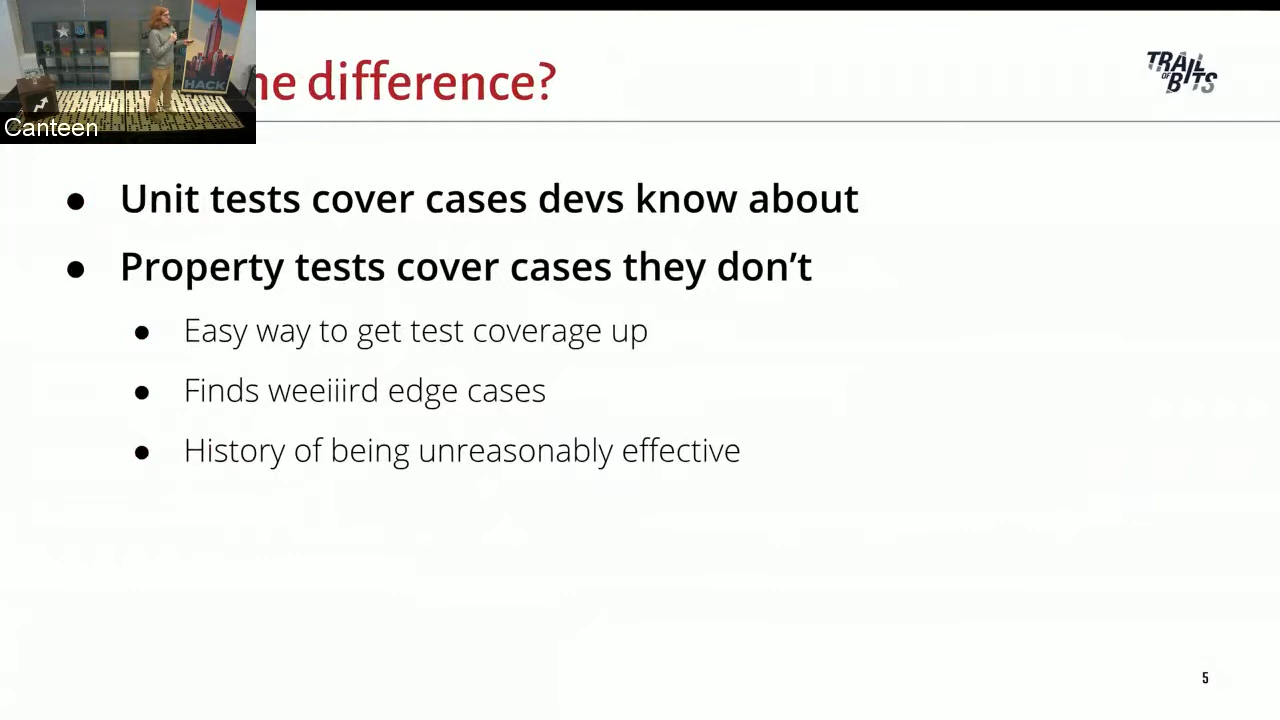 HACK
Canteen
he difference?
TRAIL
OF
BITS
● Unit tests cover cases devs know about
● Property tests cover cases they don’t
● Easy way to get test coverage up
● Finds weeiiird edge cases
● History of being unreasonably effective
5